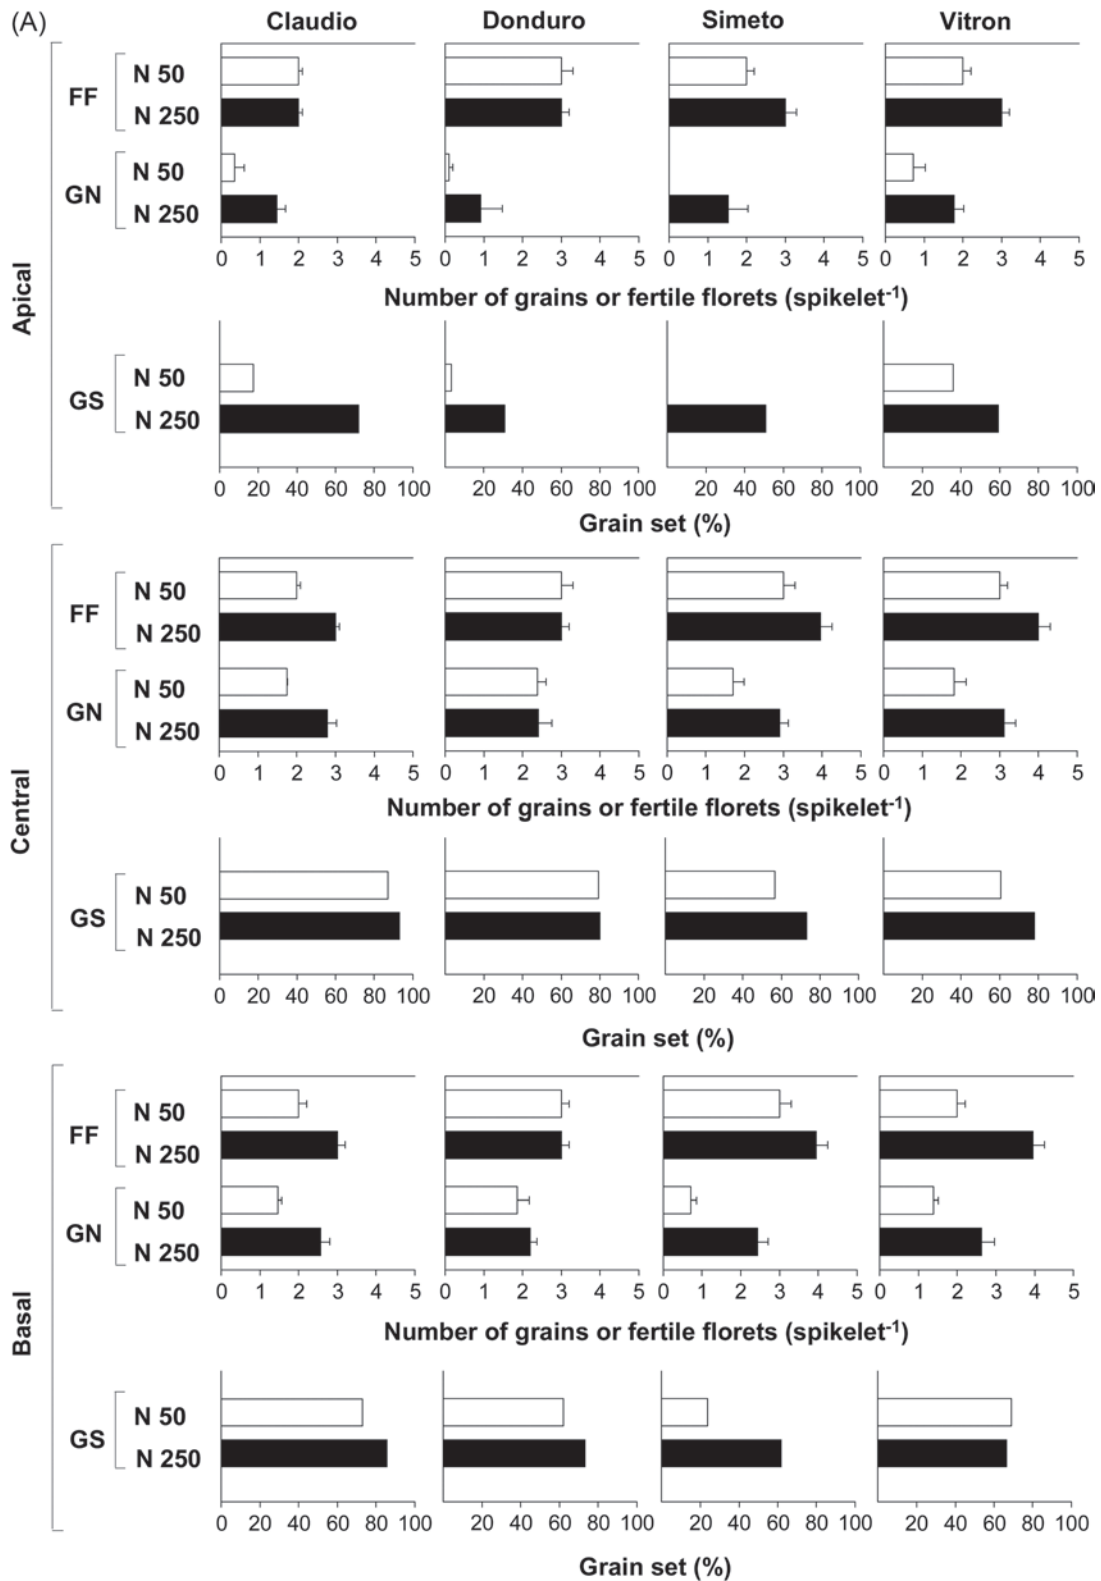 (A)
Claudio Donduro Simeto Vitron
Apical
FF
N 50
N 250
GN
N 50
N 250
0 1 2 3 4 5 0 1 2 3 4 5 0 1 2 3 4 5 0 1 2 3 4 5
Number of grains or fertile florets (spikelet⁻¹)
GS
N 50
N 250
0 20 40 60 80 100 20 40 60 80 100 20 40 60 80 100 0 20 40 60 80 100
Grain set (%)
Central
FF
N 50
N 250
GN
N 50
N 250
0 1 2 3 4 5 0 1 2 3 4 5 0 1 2 3 4 5 0 1 2 3 4 5
Number of grains or fertile florets (spikelet⁻¹)
GS
N 50
N 250
0 20 40 60 80 100 20 40 60 80 100 20 40 60 80 100 20 40 60 80 100
Grain set (%)
Basal
FF
N 50
N 250
GN
N 50
N 250
0 1 2 3 4 5 0 1 2 3 4 5 0 1 2 3 4 5 0 1 2 3 4 5
Number of grains or fertile florets (spikelet⁻¹)
GS
N 50
N 250
0 20 40 60 80 100 20 40 60 80 100 20 40 60 80 100 20 40 60 80 100
Grain set (%)